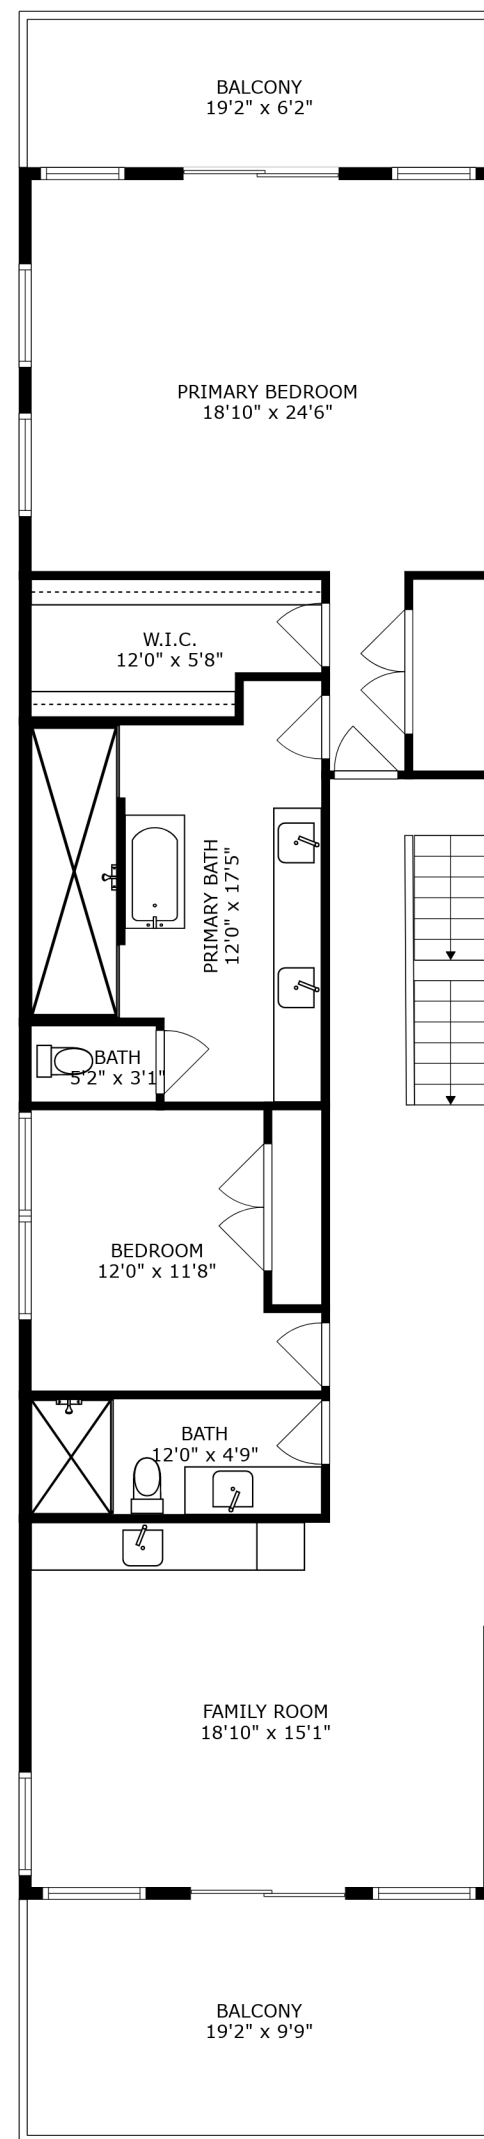 BALCONY
19'2" x 6'2"
PRIMARY BEDROOM
18'10" x 24'6"
W.I.C.
12'0" x 5'8"
PRIMARY BATH
12'0" x 17'5"
BATH
5'2" x 3'1"
BEDROOM
12'0" x 11'8"
BATH
12'0" x 4'9"
FAMILY ROOM
18'10" x 15'1"
BALCONY
19'2" x 9'9"